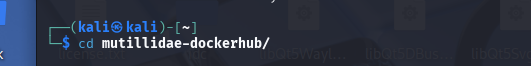 ┌──(kali㉿kali)-[~]
└─$ cd mutillidae-dockerhub/